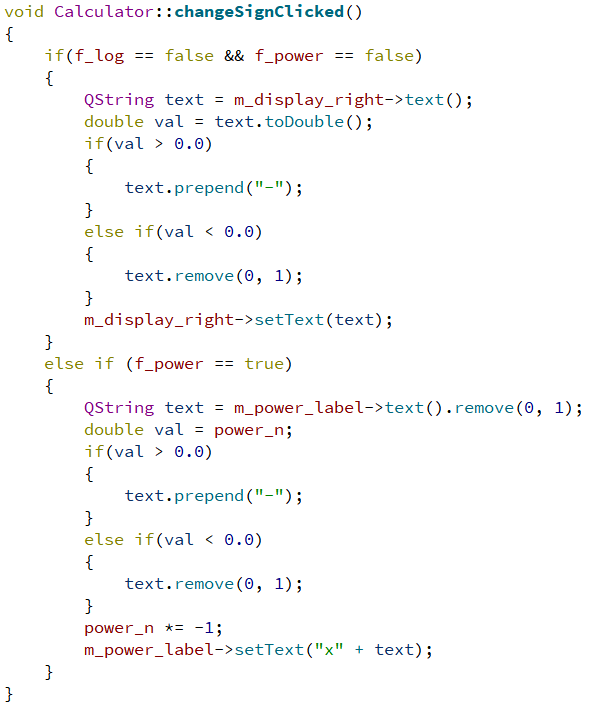 void Calculator::changeSignClicked()
{
    if(f_log == false && f_power == false)
    {
        QString text = m_display_right->text();
        double val = text.toDouble();
        if(val > 0.0)
        {
            text.prepend("-");
        }
        else if(val < 0.0)
        {
            text.remove(0, 1);
        }
        m_display_right->setText(text);
    }
    else if (f_power == true)
    {
        QString text = m_power_label->text().remove(0, 1);
        double val = power_n;
        if(val > 0.0)
        {
            text.prepend("-");
        }
        else if(val < 0.0)
        {
            text.remove(0, 1);
        }
        power_n *= -1;
        m_power_label->setText("x" + text);
    }
}